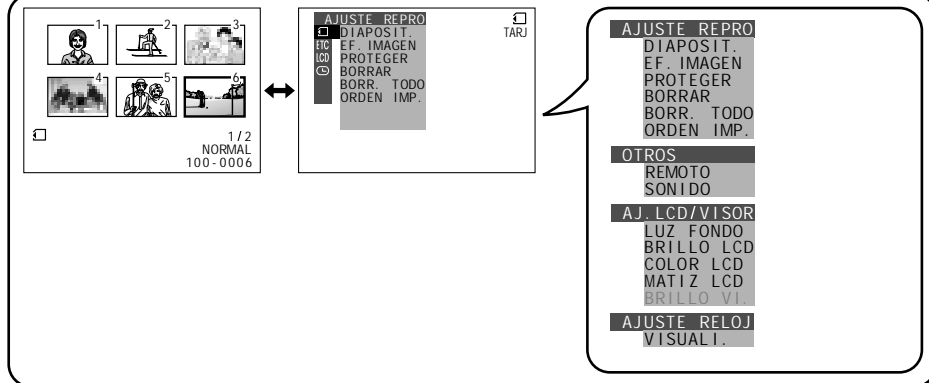 1
2
3
4
5
6
1/2
NORMAL
100-0006
AJUSTE REPRO
DIAPOSIT.
ETC EF. IMAGEN
LCD PROTEGER
BORRAR
BORR. TODO
ORDEN IMP.
TARJ
AJUSTE REPRO
DIAPOSIT.
EF. IMAGEN
PROTEGER
BORRAR
BORR. TODO
ORDEN IMP.
OTROS
REMOTO
SONIDO
AJ.LCD/VISOR
LUZ FONDO
BRILLO LCD
COLOR LCD
MATIZ LCD
BRILLO VI.
AJUSTE RELOJ
VISUALI.